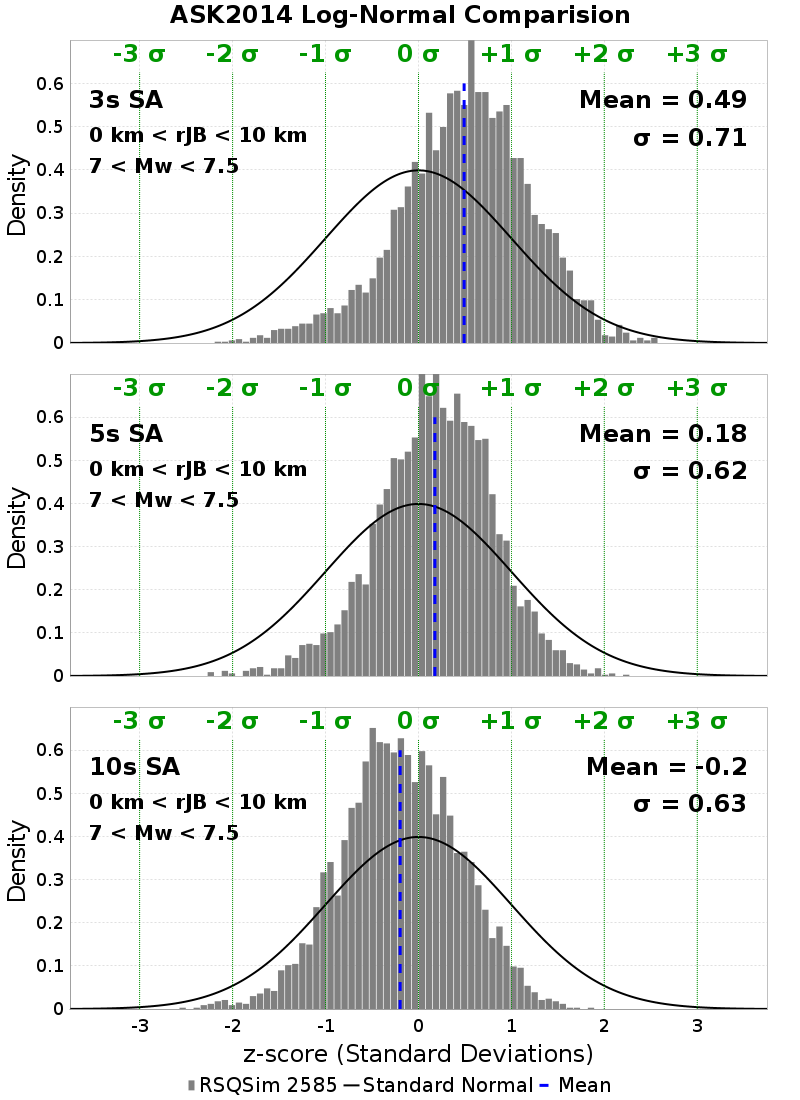 ASK2014 Log-Normal Comparision
-3 σ -2 σ -1 σ 0 σ +1 σ +2 σ +3 σ
3s SA
Mean = 0.49
0 km < rJB < 10 km
σ = 0.71
7 < Mw < 7.5
0.6
0.5
0.4
0.3
0.2
0.1
0
Density
-3 σ -2 σ -1 σ 0 σ +1 σ +2 σ +3 σ
5s SA
Mean = 0.18
0 km < rJB < 10 km
σ = 0.62
7 < Mw < 7.5
0.6
0.5
0.4
0.3
0.2
0.1
0
Density
-3 σ -2 σ -1 σ 0 σ +1 σ +2 σ +3 σ
10s SA
Mean = -0.2
0 km < rJB < 10 km
σ = 0.63
7 < Mw < 7.5
0.6
0.5
0.4
0.3
0.2
0.1
0
Density
-3 -2 -1 0 1 2 3
z-score (Standard Deviations)
RSQSim 2585 Standard Normal Mean